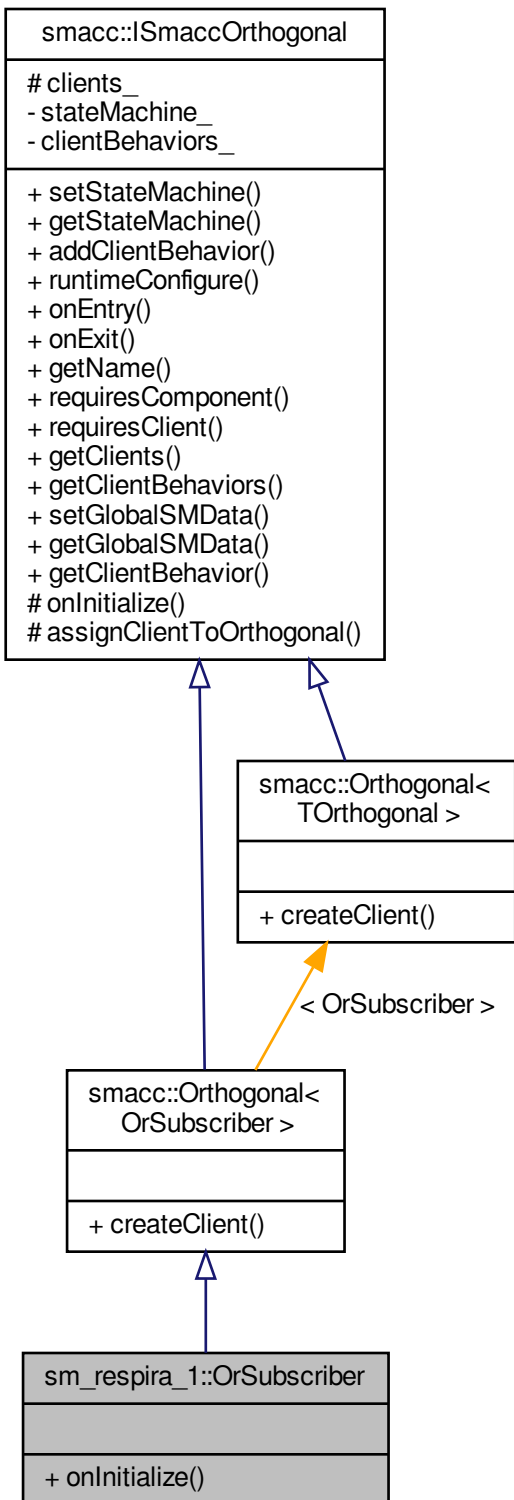 smacc::ISmaccOrthogonal
# clients_
- stateMachine_
- clientBehaviors_
+ setStateMachine()
+ getStateMachine()
+ addClientBehavior()
+ runtimeConfigure()
+ onEntry()
+ onExit()
+ getName()
+ requiresComponent()
+ requiresClient()
+ getClients()
+ getClientBehaviors()
+ setGlobalSMData()
+ getGlobalSMData()
+ getClientBehavior()
# onInitialize()
# assignClientToOrthogonal()
smacc::Orthogonal<
TOrthogonal >
+ createClient()
< OrSubscriber >
smacc::Orthogonal<
OrSubscriber >
+ createClient()
sm_respira_1::OrSubscriber
+ onInitialize()